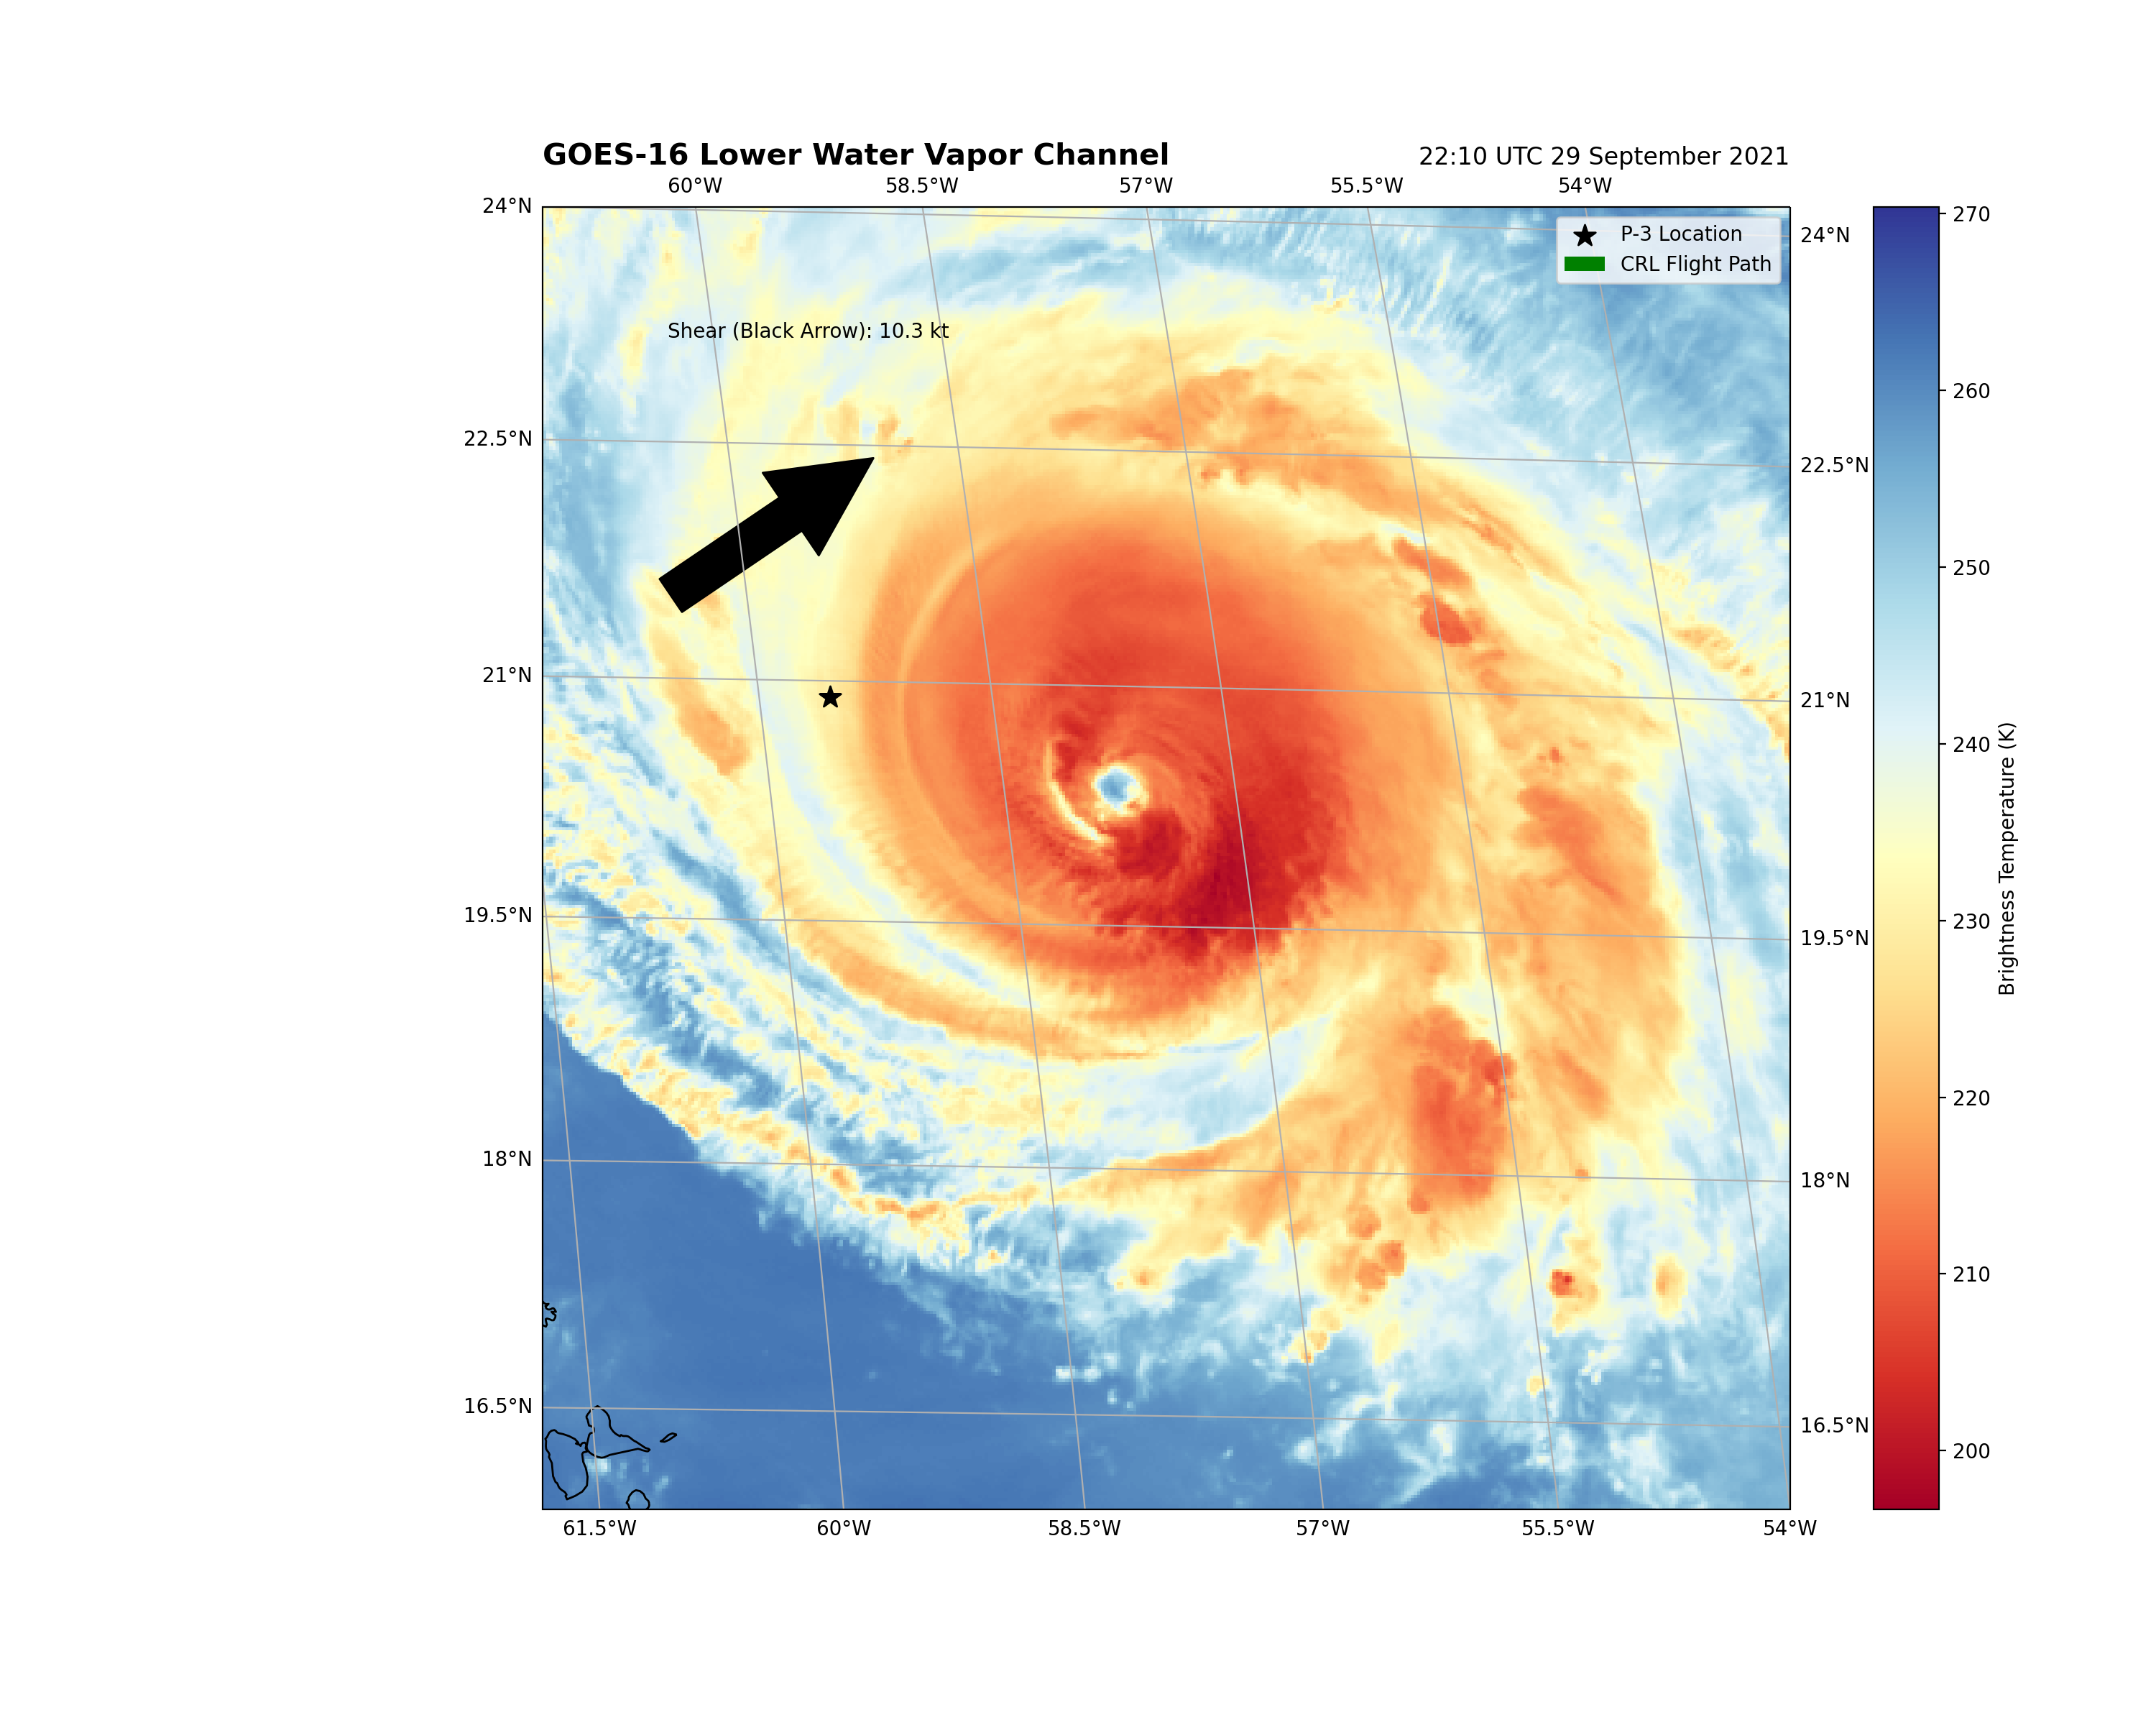 GOES-16 Lower Water Vapor Channel
22:10 UTC 29 September 2021
60°W 58.5°W 57°W 55.5°W 54°W
24°N
22.5°N
21°N
19.5°N
18°N
16.5°N
P-3 Location
CRL Flight Path
Shear (Black Arrow): 10.3 kt
24°N
22.5°N
21°N
19.5°N
18°N
16.5°N
61.5°W 60°W 58.5°W 57°W 55.5°W 54°W
270
260
250
240
230
220
210
200
Brightness Temperature (K)